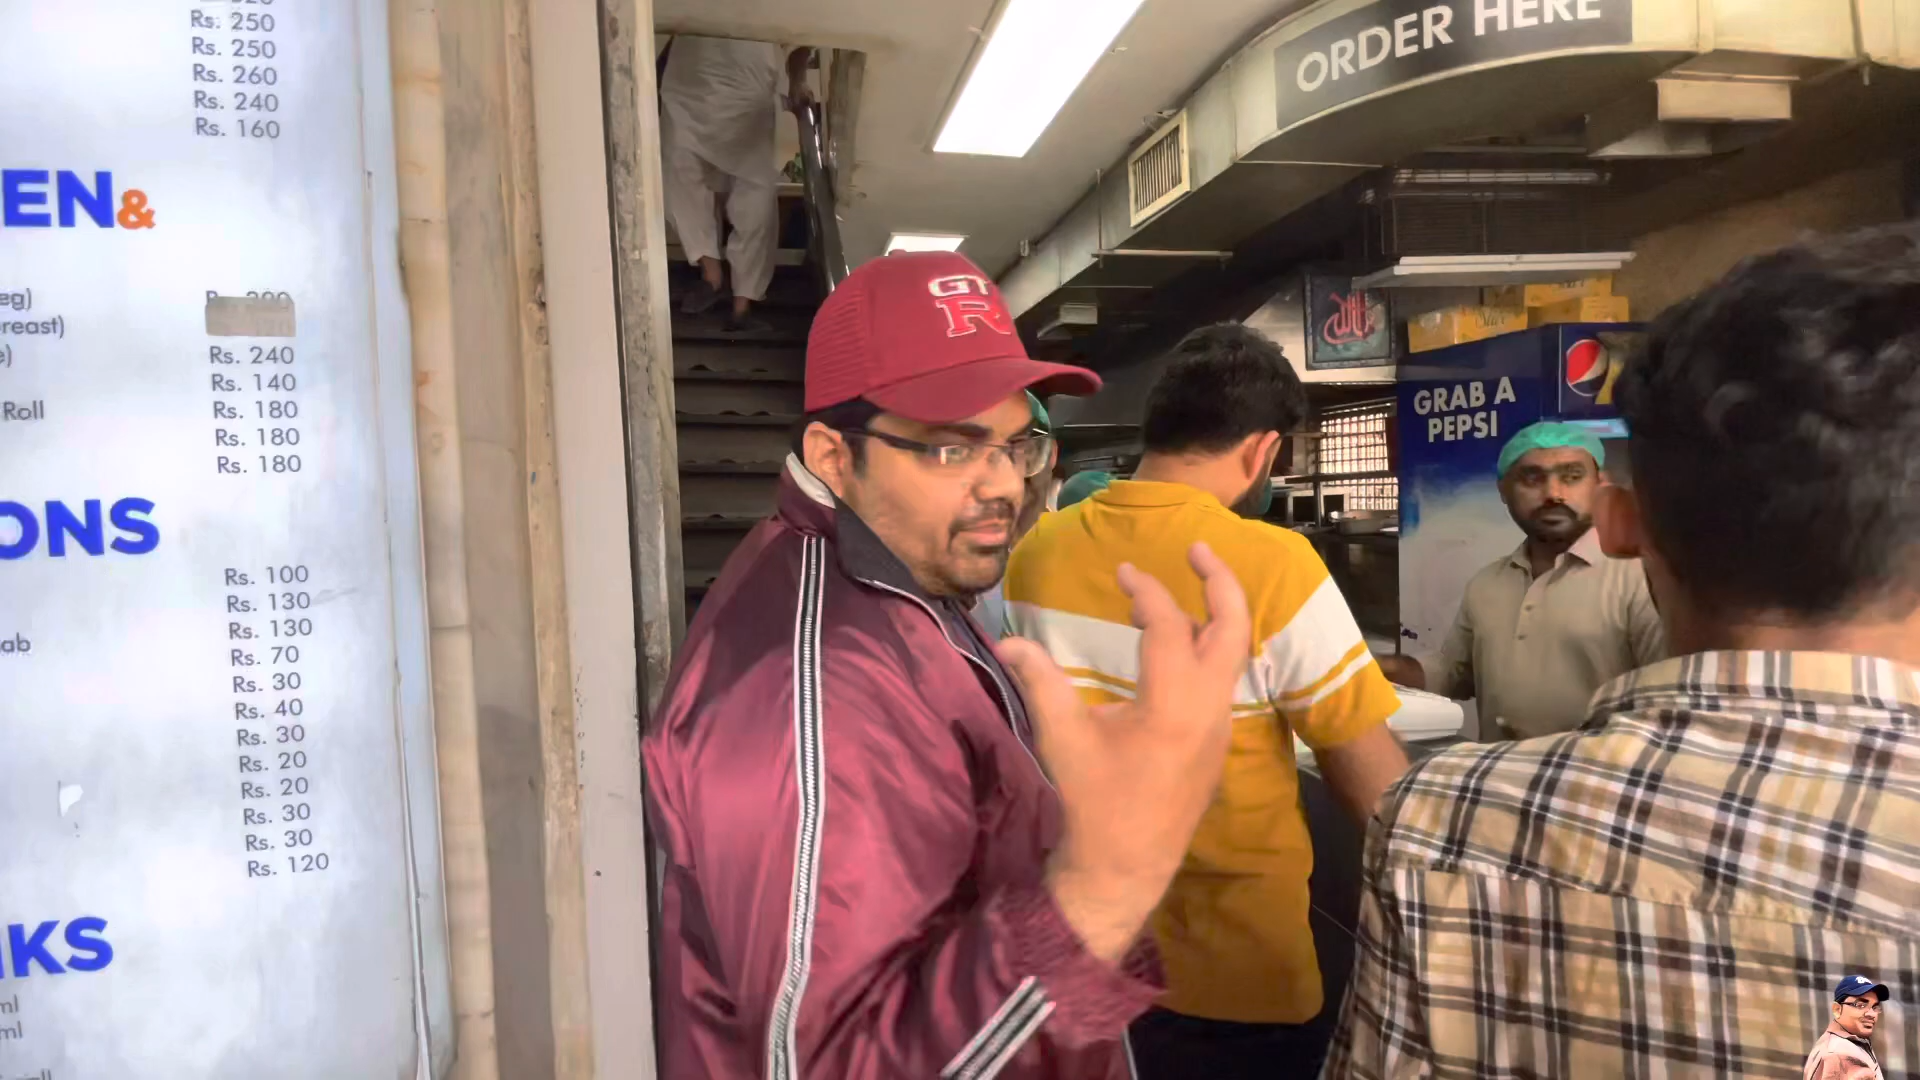 Rs. 250
Rs. 250
Rs. 260
Rs. 240
Rs. 160
EN&
eg)
reast)
e) Rs. 240
Rs. 140
Roll Rs. 180
Rs. 180
Rs. 180
ONS
Rs. 100
Rs. 130
ab Rs. 130
Rs. 70
Rs. 30
Rs. 40
Rs. 30
Rs. 20
Rs. 20
Rs. 30
Rs. 30
Rs. 120
NKS
ml
ml
ORDER HERE
GT
R
الله
GRAB A
PEPSI